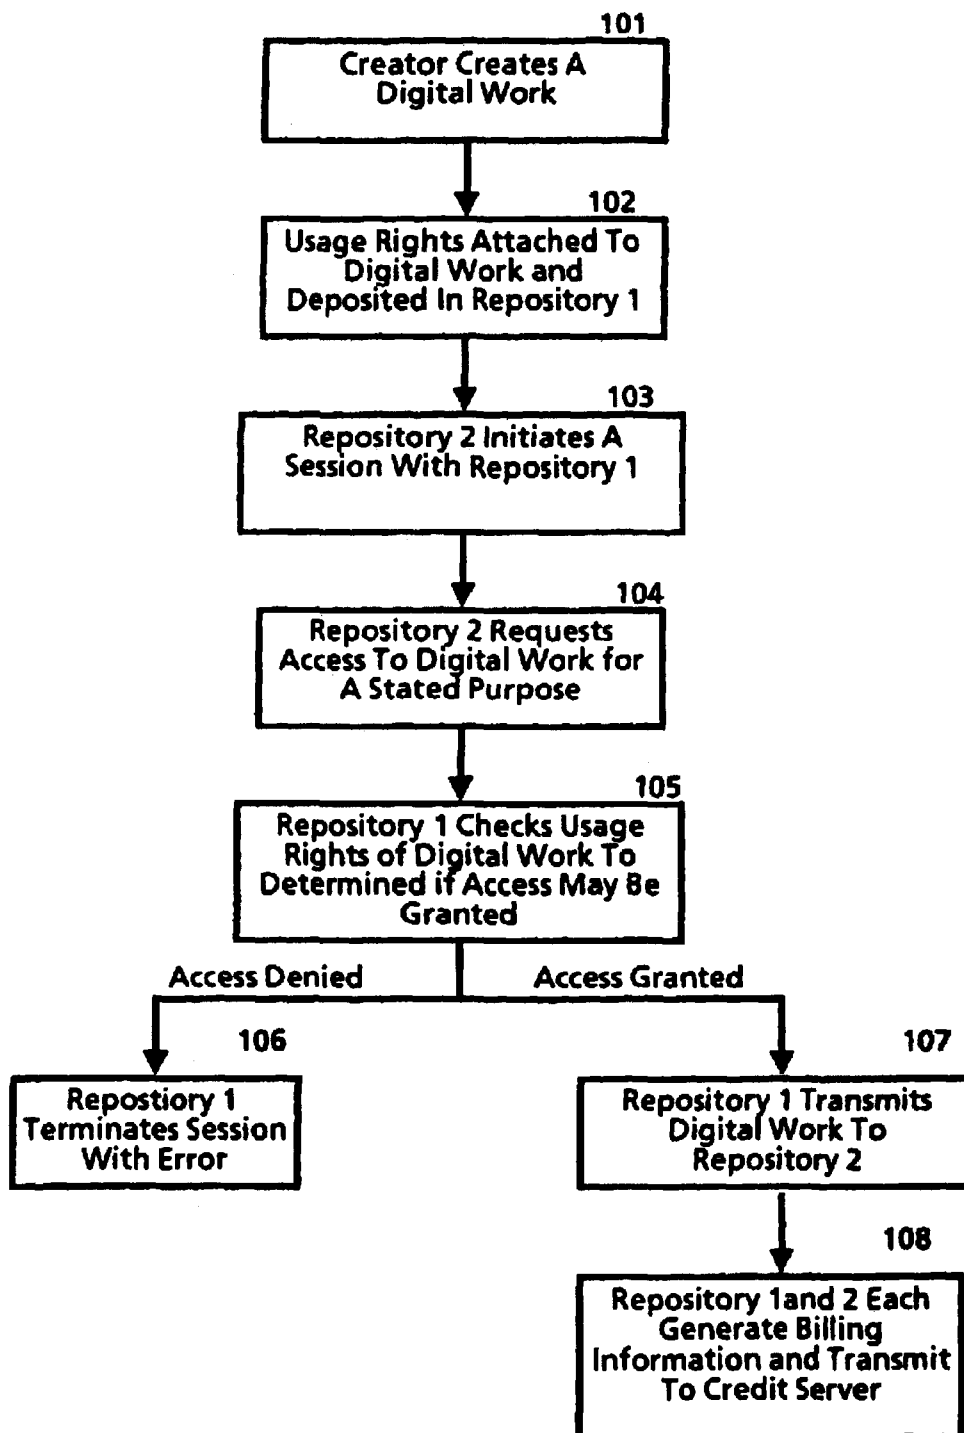 101
Creator Creates A
Digital Work
102
Usage Rights Attached To
Digital Work and
Deposited In Repository 1
103
Repository 2 Initiates A
Session With Repository 1
104
Repository 2 Requests
Access To Digital Work for
A Stated Purpose
105
Repository 1 Checks Usage
Rights of Digital Work To
Determined if Access May Be
Granted
Access Denied
Access Granted
106
Repostiory 1
Terminates Session
With Error
107
Repository 1 Transmits
Digital Work To
Repository 2
108
Repository 1and 2 Each
Generate Billing
Information and Transmit
To Credit Server